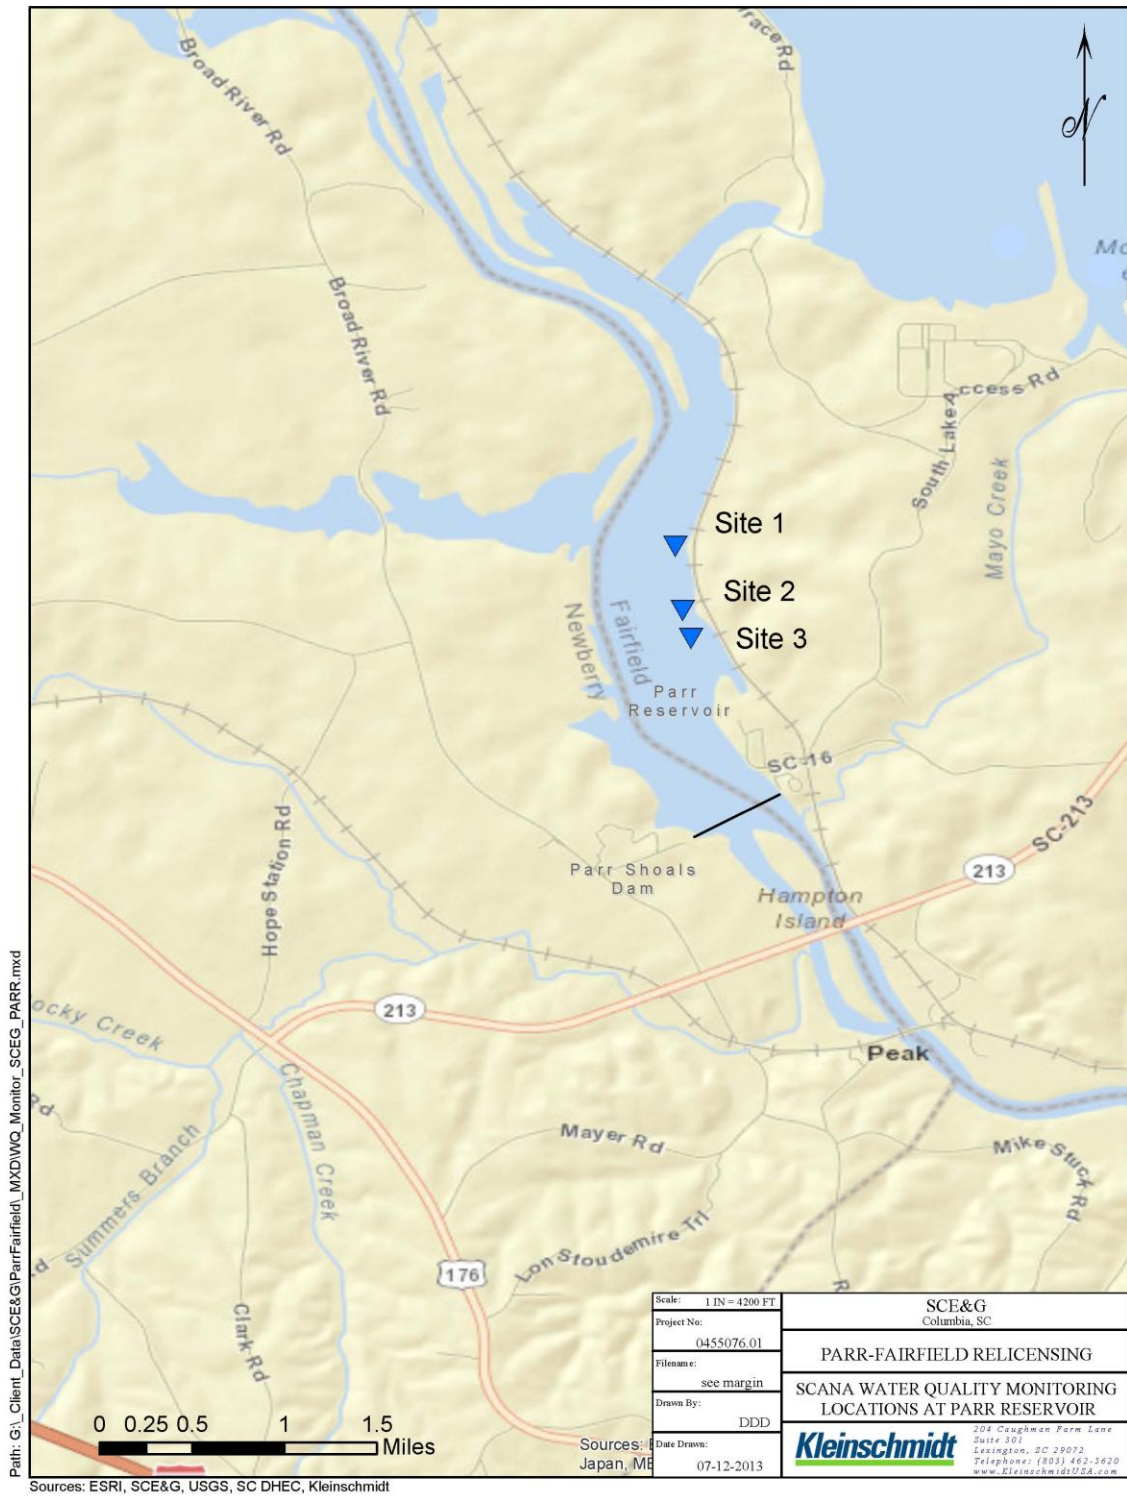 Terrace Rd
Broad River Rd
N
Mo
e
Broad River Rd
South Lake Access Rd
Mayo Creek
Site 1
Site 2
Site 3
Newberry
Fairfield
Parr
Reservoir
SC-16
SC-213
213
Parr Shoals
Dam
Hampton
Island
Hope Station Rd
213
ocky Creek
Peak
Rd
Chapman Creek
Summers Branch
Mayer Rd
Mike Stuck Rd
Lon Stoudemire Trl
176
R
d
Clark Rd
0 0.25 0.5 1 1.5
Miles
Sources: E
Japan, ME
Scale: 1 IN = 4200 FT
Project No:
0455076.01
Filename:
see margin
Drawn By:
DDD
Date Drawn:
07-12-2013
SCE&G
Columbia, SC
PARR-FAIRFIELD RELICENSING
SCANA WATER QUALITY MONITORING
LOCATIONS AT PARR RESERVOIR
Kleinschmidt
204 Caughman Farm Lane
Suite 301
Lexington, SC 29072
Telephone: (803) 462-5620
www.KleinschmidtUSA.com
Path: G:\_Client_Data\SCE&G\ParrFairfield\_MXD\WQ_Monitor_SCEG_PARR.mxd
Sources: ESRI, SCE&G, USGS, SC DHEC, Kleinschmidt